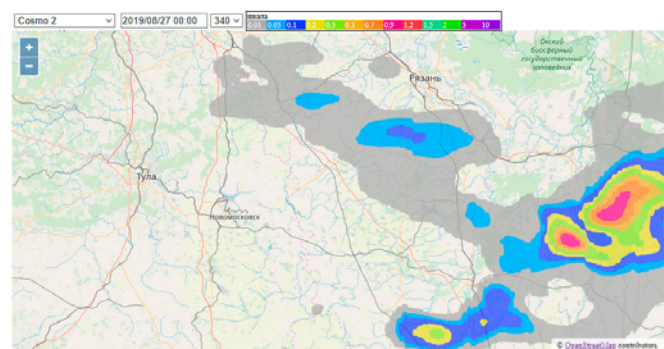 Cosmo 2 2019/08/27 00:00 340 шкала
0.01 0.05 0.1 0.2 0.3 0.5 0.7 0.9 1.2 1.5 2 5 10
+
−
Окский
биосферный
государственный
заповедник
Рязань
Тула
Новомосковск
© OpenStreetMap contributors.